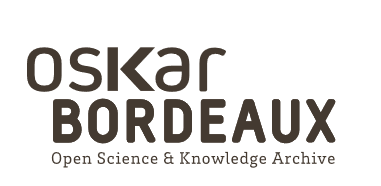 OSKar
BORDEAUX
Open Science & Knowledge Archive